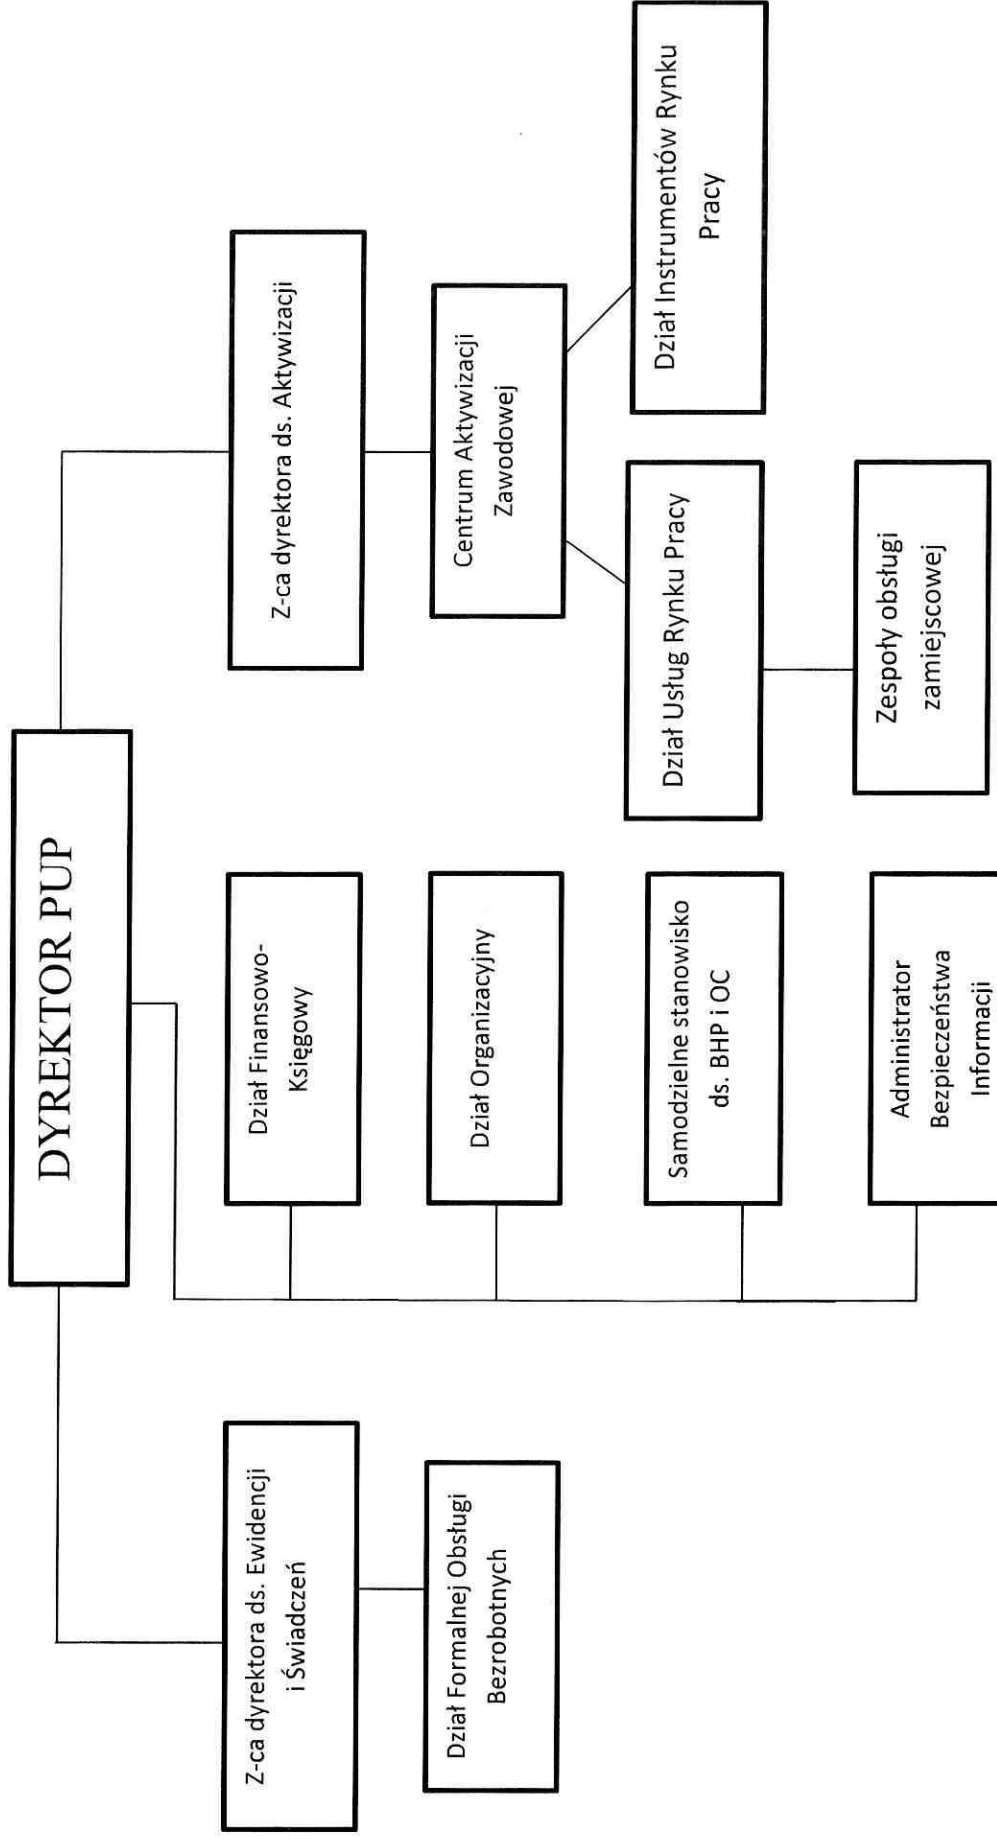 DYREKTOR PUP
Z-ca dyrektora ds. Ewidencji
i Świadczeń
Dział Formalnej Obsługi
Bezrobotnych
Dział Finansowo-
Księgowy
Dział Organizacyjny
Samodzielne stanowisko
ds. BHP i OC
Administrator
Bezpieczeństwa
Informacji
Z-ca dyrektora ds. Aktywizacji
Centrum Aktywizacji
Zawodowej
Dział Usług Rynku Pracy
Zespoły obsługi
zamiejscowej
Dział Instrumentów Rynku
Pracy